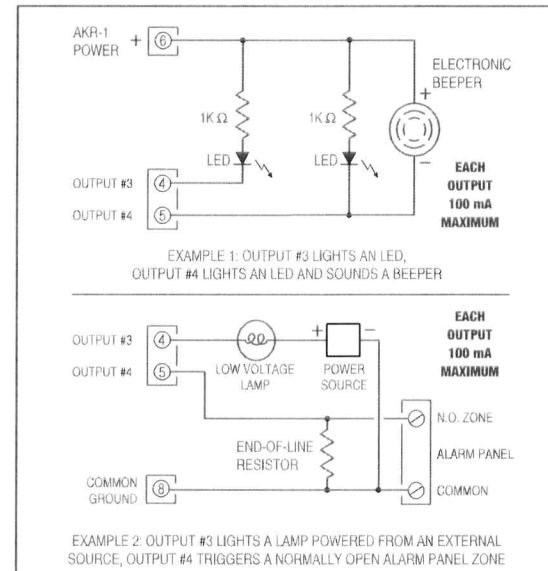 AKR-1
POWER + 6
ELECTRONIC
BEEPER
+
1K Ω 1K Ω
LED LED
−
OUTPUT #3 4
OUTPUT #4 5
EACH
OUTPUT
100 mA
MAXIMUM
EXAMPLE 1: OUTPUT #3 LIGHTS AN LED,
OUTPUT #4 LIGHTS AN LED AND SOUNDS A BEEPER
EACH
OUTPUT
100 mA
MAXIMUM
OUTPUT #3 4 + −
OUTPUT #4 5
LOW VOLTAGE
LAMP
POWER
SOURCE
N.O. ZONE
END-OF-LINE
RESISTOR
ALARM PANEL
COMMON
GROUND 8
COMMON
EXAMPLE 2: OUTPUT #3 LIGHTS A LAMP POWERED FROM AN EXTERNAL
SOURCE, OUTPUT #4 TRIGGERS A NORMALLY OPEN ALARM PANEL ZONE